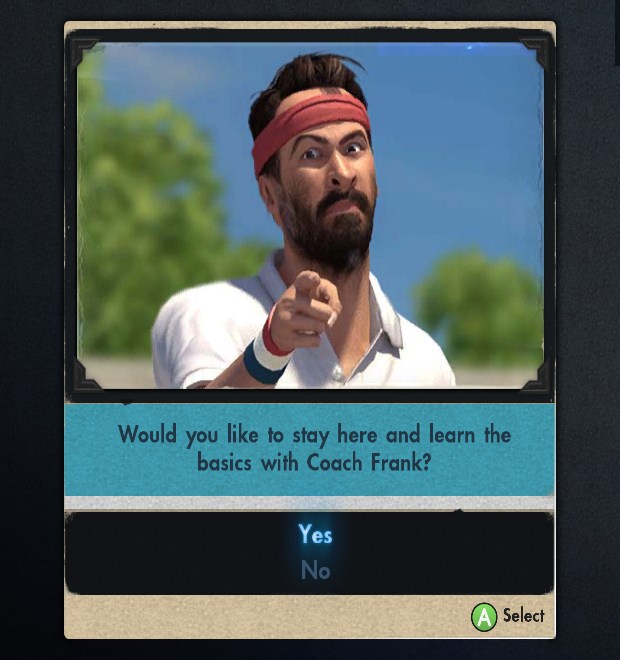 Would you like to stay here and learn the
basics with Coach Frank?
Yes
No
A Select